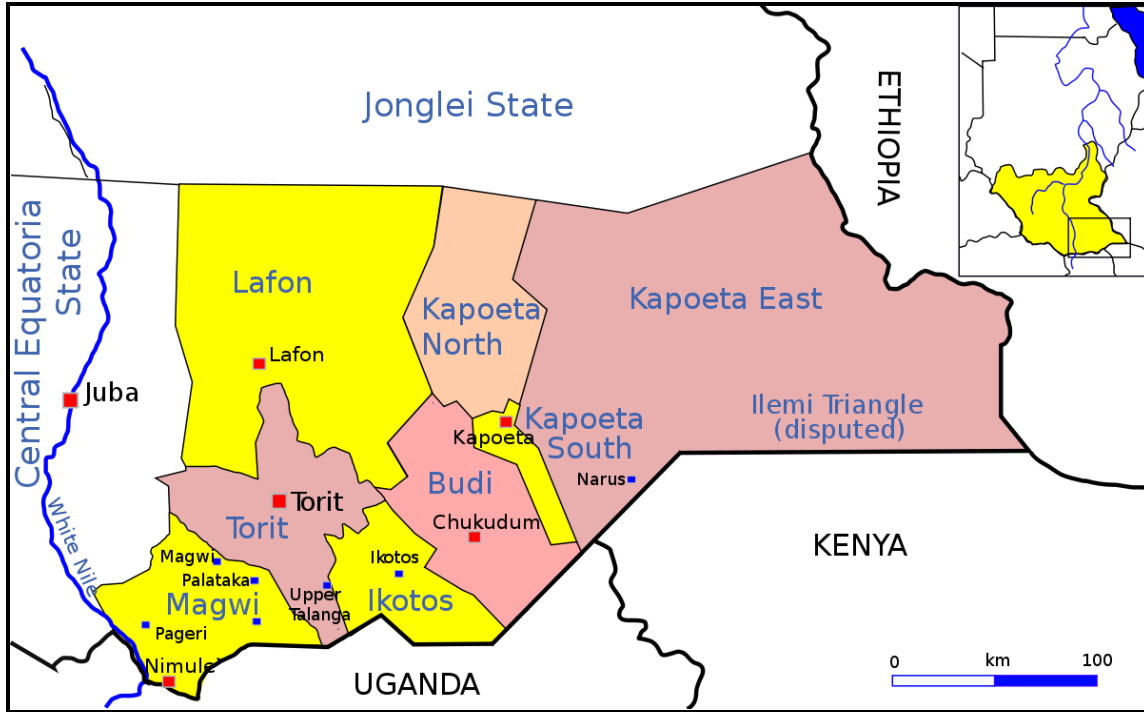 Jonglei State
ETHIOPIA
Central Equatoria
State
Lafon
Kapoeta
North
Kapoeta East
Lafon
Juba
Ilemi Triangle
(disputed)
Kapoeta
South
Kapoeta
Budi
Narus
Torit
Torit
Chukudum
White Nile
KENYA
Magwi
Palataka
Ikotos
Magwi
Upper
Talanga
Ikotos
Pageri
Nimule
UGANDA
0 km 100